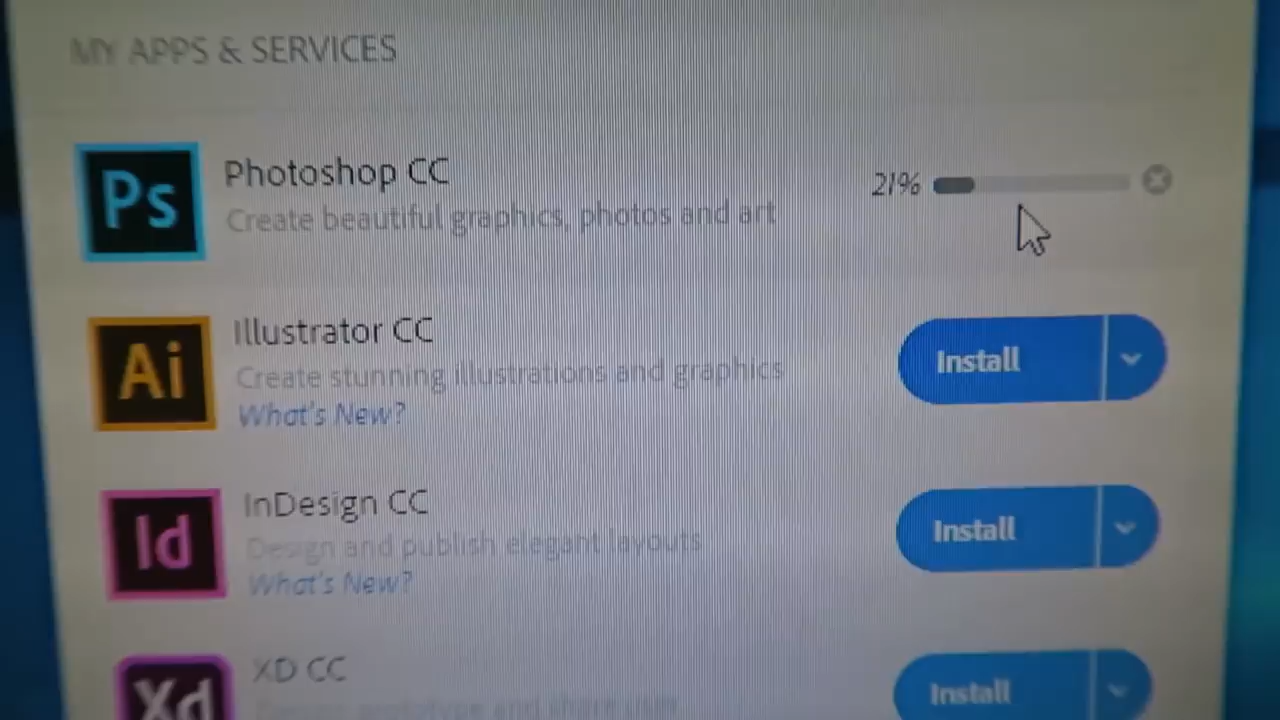 MY APPS & SERVICES
Ps
Photoshop CC
21%
Create beautiful graphics, photos and art
Ai
Illustrator CC
Create stunning illustrations and graphics
What's New?
Install
Id
InDesign CC
Design and publish elegant layouts
What's New?
Install
Xd
XD CC
Install